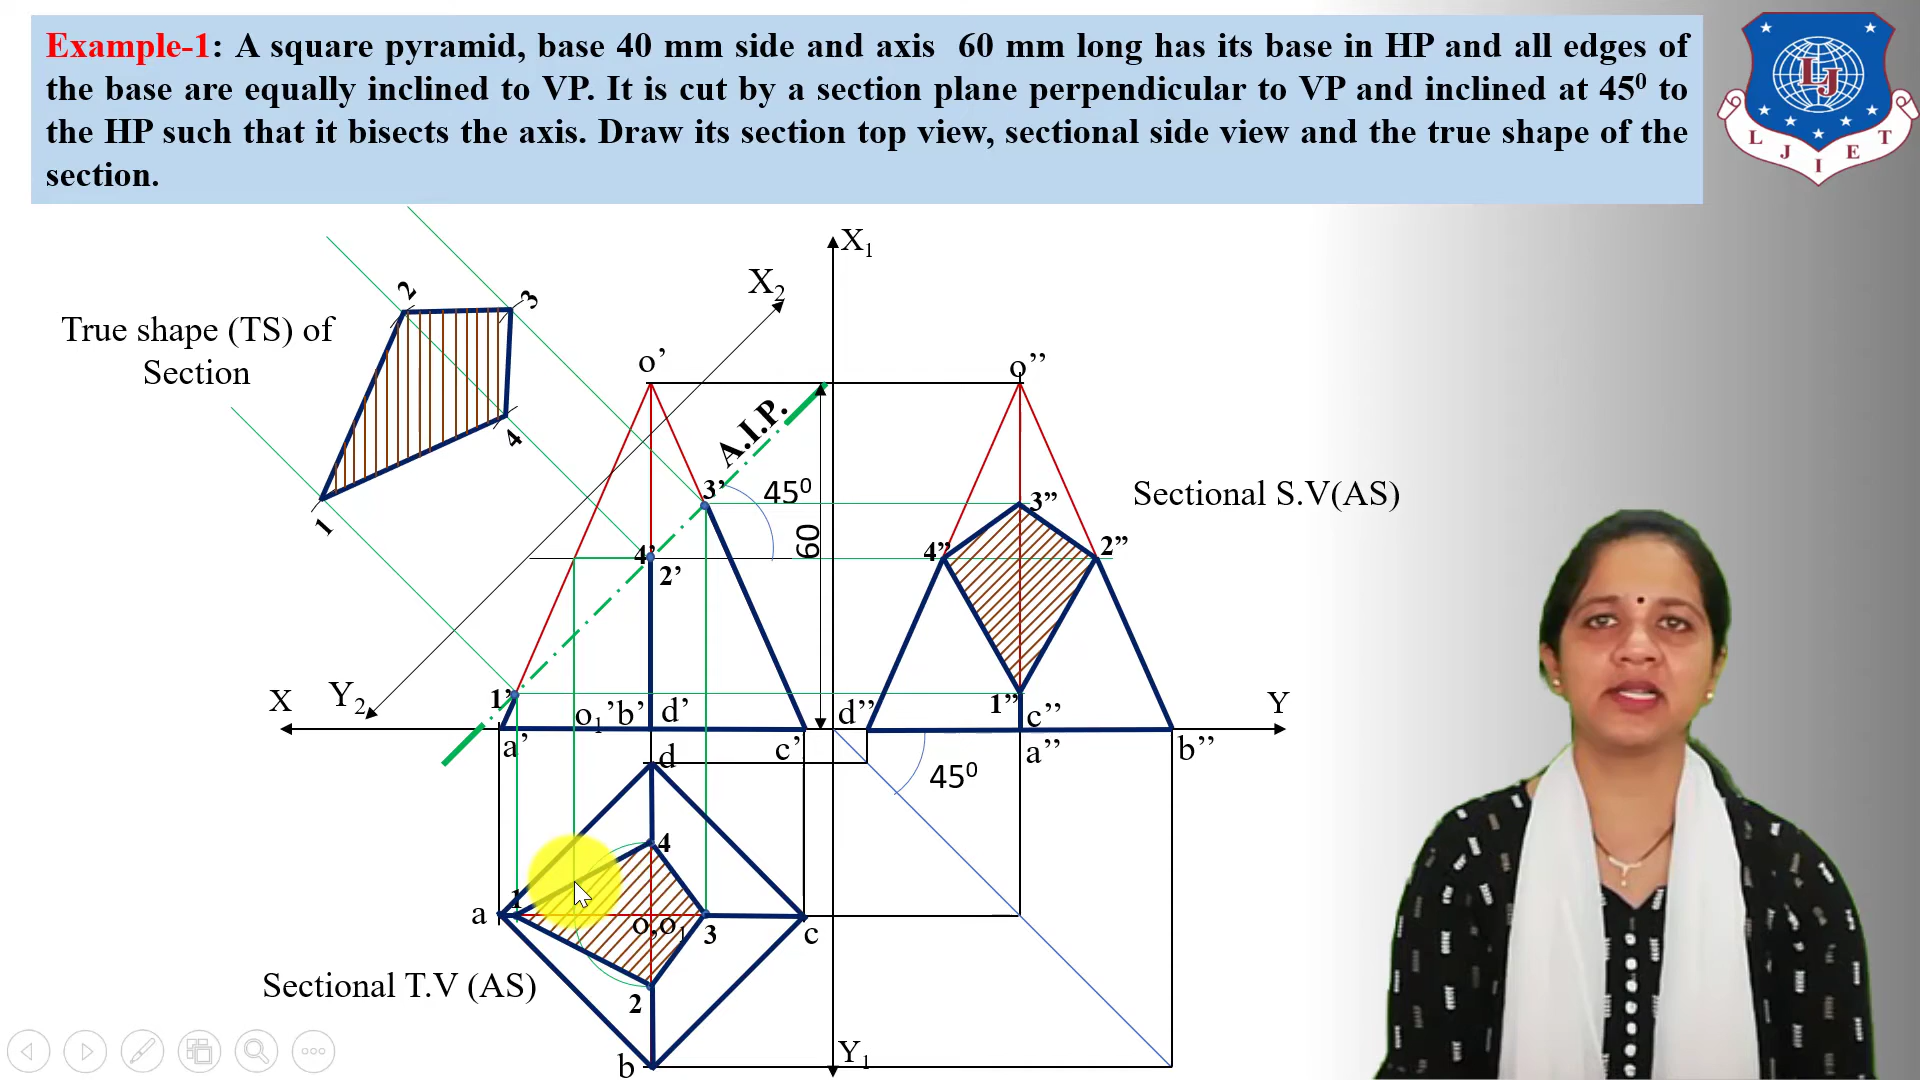 Example-1: A square pyramid, base 40 mm side and axis 60 mm long has its base in HP and all edges of
the base are equally inclined to VP. It is cut by a section plane perpendicular to VP and inclined at 45⁰ to
the HP such that it bisects the axis. Draw its section top view, sectional side view and the true shape of the
section.
L J I E T
LJ
X₁
X₂
2
3
True shape (TS) of
Section
o’
o’’
A.I.P.
4
3’
45⁰
3’’
Sectional S.V(AS)
1
60
4’
2’
4’’
2’’
X
Y₂
1’
o₁’b’
d’
d’’
1’’
c’’
Y
a’
c’
a’’
b’’
d
45⁰
4
1
a
o,o₁
3
c
Sectional T.V (AS)
2
b
Y₁